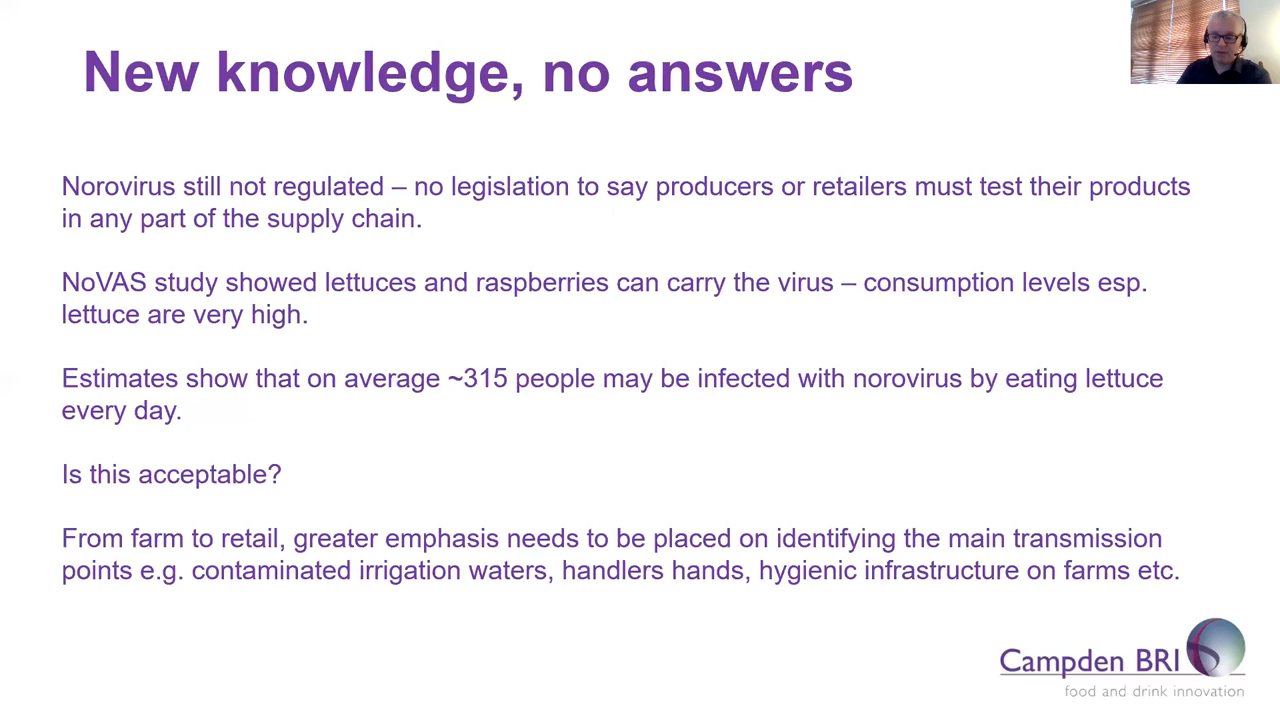 New knowledge, no answers
Norovirus still not regulated – no legislation to say producers or retailers must test their products
in any part of the supply chain.
NoVAS study showed lettuces and raspberries can carry the virus – consumption levels esp.
lettuce are very high.
Estimates show that on average ~315 people may be infected with norovirus by eating lettuce
every day.
Is this acceptable?
From farm to retail, greater emphasis needs to be placed on identifying the main transmission
points e.g. contaminated irrigation waters, handlers hands, hygienic infrastructure on farms etc.
Campden BRI
food and drink innovation